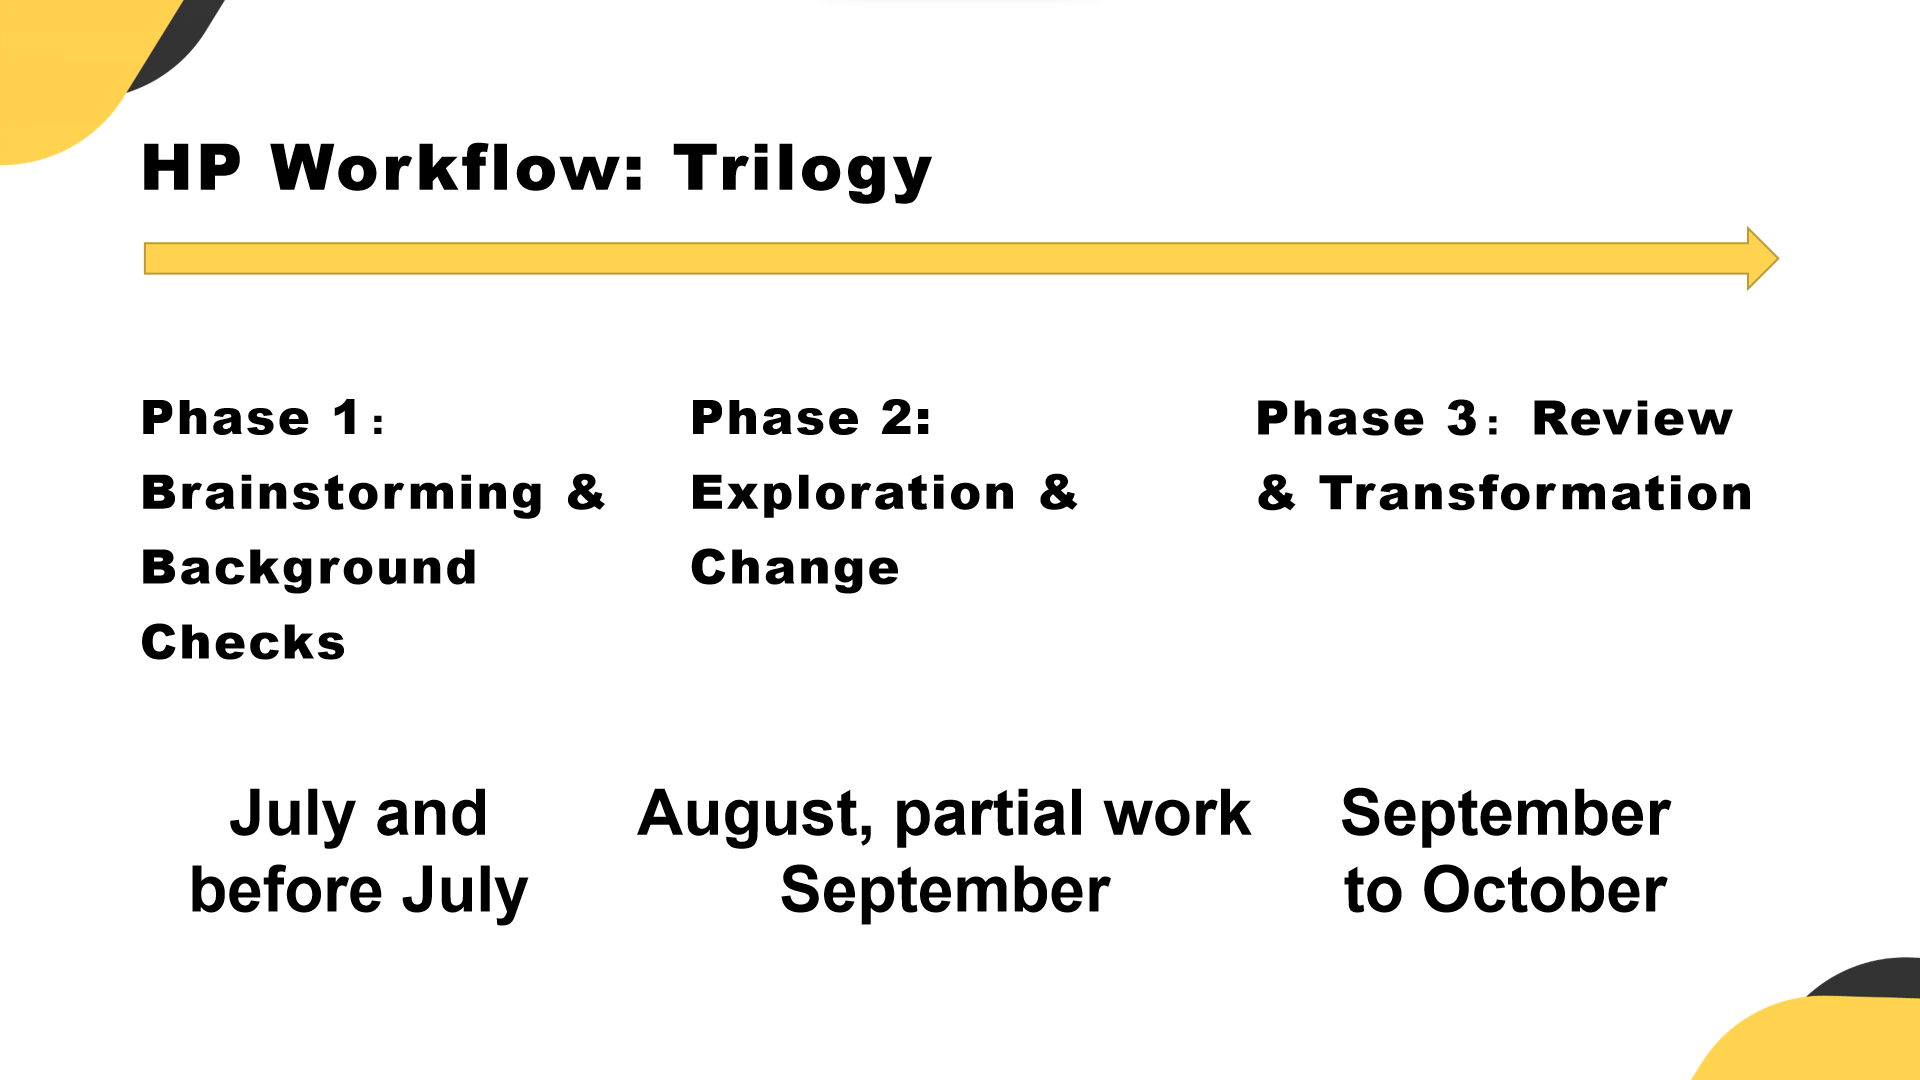 HP Workflow: Trilogy
Phase 1：
Brainstorming &
Background
Checks
Phase 2:
Exploration &
Change
Phase 3：Review
& Transformation
July and
before July
August, partial work
September
September
to October